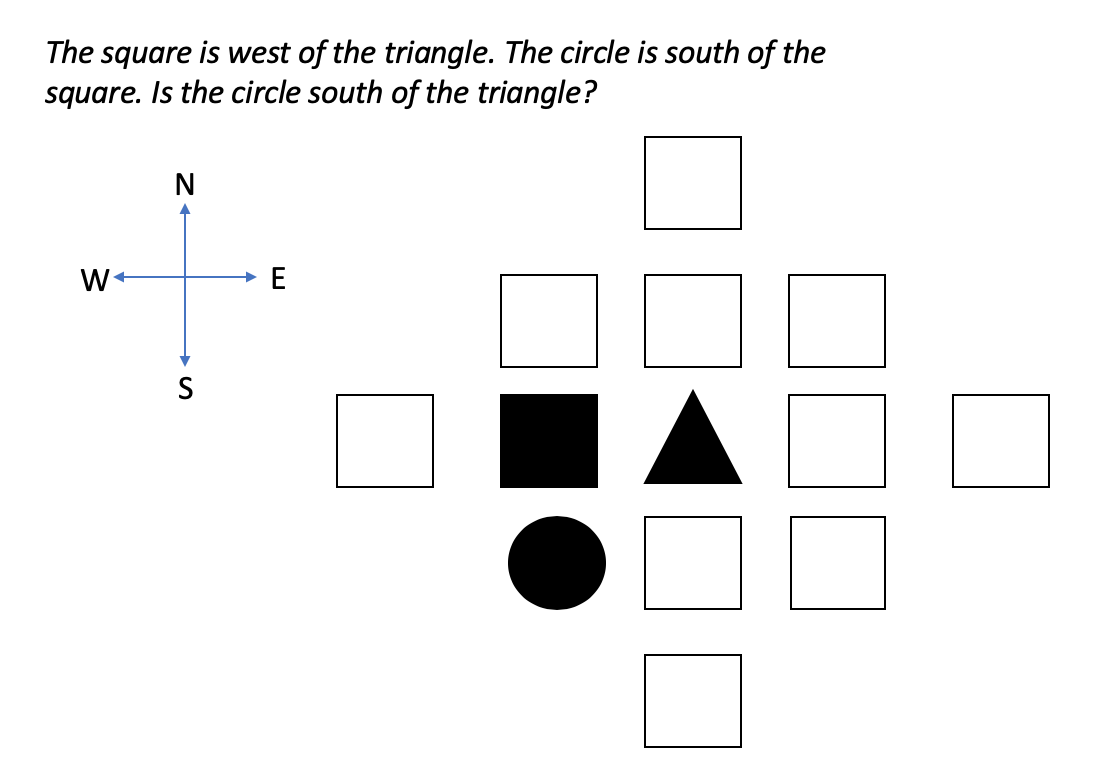 The square is west of the triangle. The circle is south of the
square. Is the circle south of the triangle?
N
W
E
S